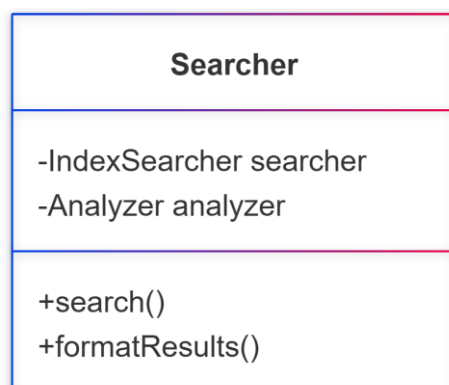 Searcher
-IndexSearcher searcher
-Analyzer analyzer
+search()
+formatResults()